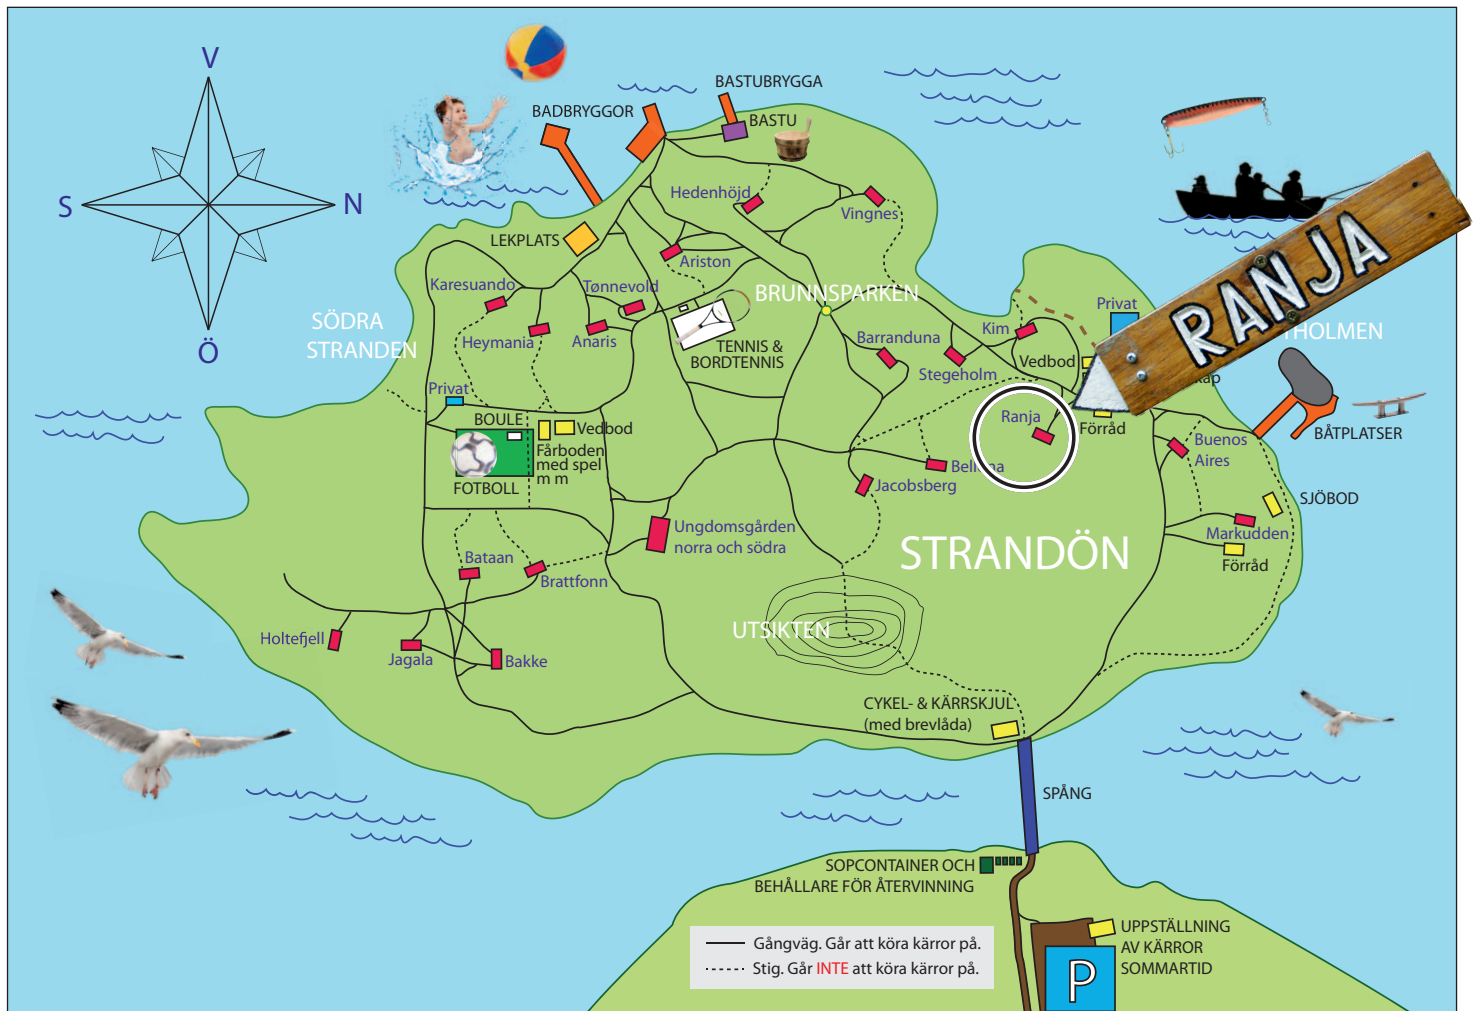 V
S
N
Ö
BADBRYGGOR
BASTUBRYGGA
BASTU
Hedenhöjd
Vingnes
LEKPLATS
Ariston
Karesuando
Tønnevold
BRUNNSPARKEN
Privat
RANJA
SÖDRA
STRANDEN
Heymania
Anaris
TENNIS &
BORDTENNIS
Barranduna
Kim
Stegeholm
Vedbod
HOLMEN
Privat
BOULE
Vedbod
Fårboden
med spel
m m
FOTBOLL
Ranja
Förråd
Buenos
Aires
BÅTPLATSER
Jacobsberg
SJÖBOD
Ungdomsgården
norra och södra
STRANDÖN
Markudden
Förråd
Bataan
Brattfonn
Holtefjell
Jagala
Bakke
UTSIKTEN
CYKEL- & KÄRRSKJUL
(med brevlåda)
SPÅNG
SOPCONTAINER OCH
BEHÅLLARE FÖR ÅTERVINNING
Gångväg. Går att köra kärror på.
Stig. Går INTE att köra kärror på.
UPPSTÄLLNING
AV KÄRROR
SOMMARTID
P